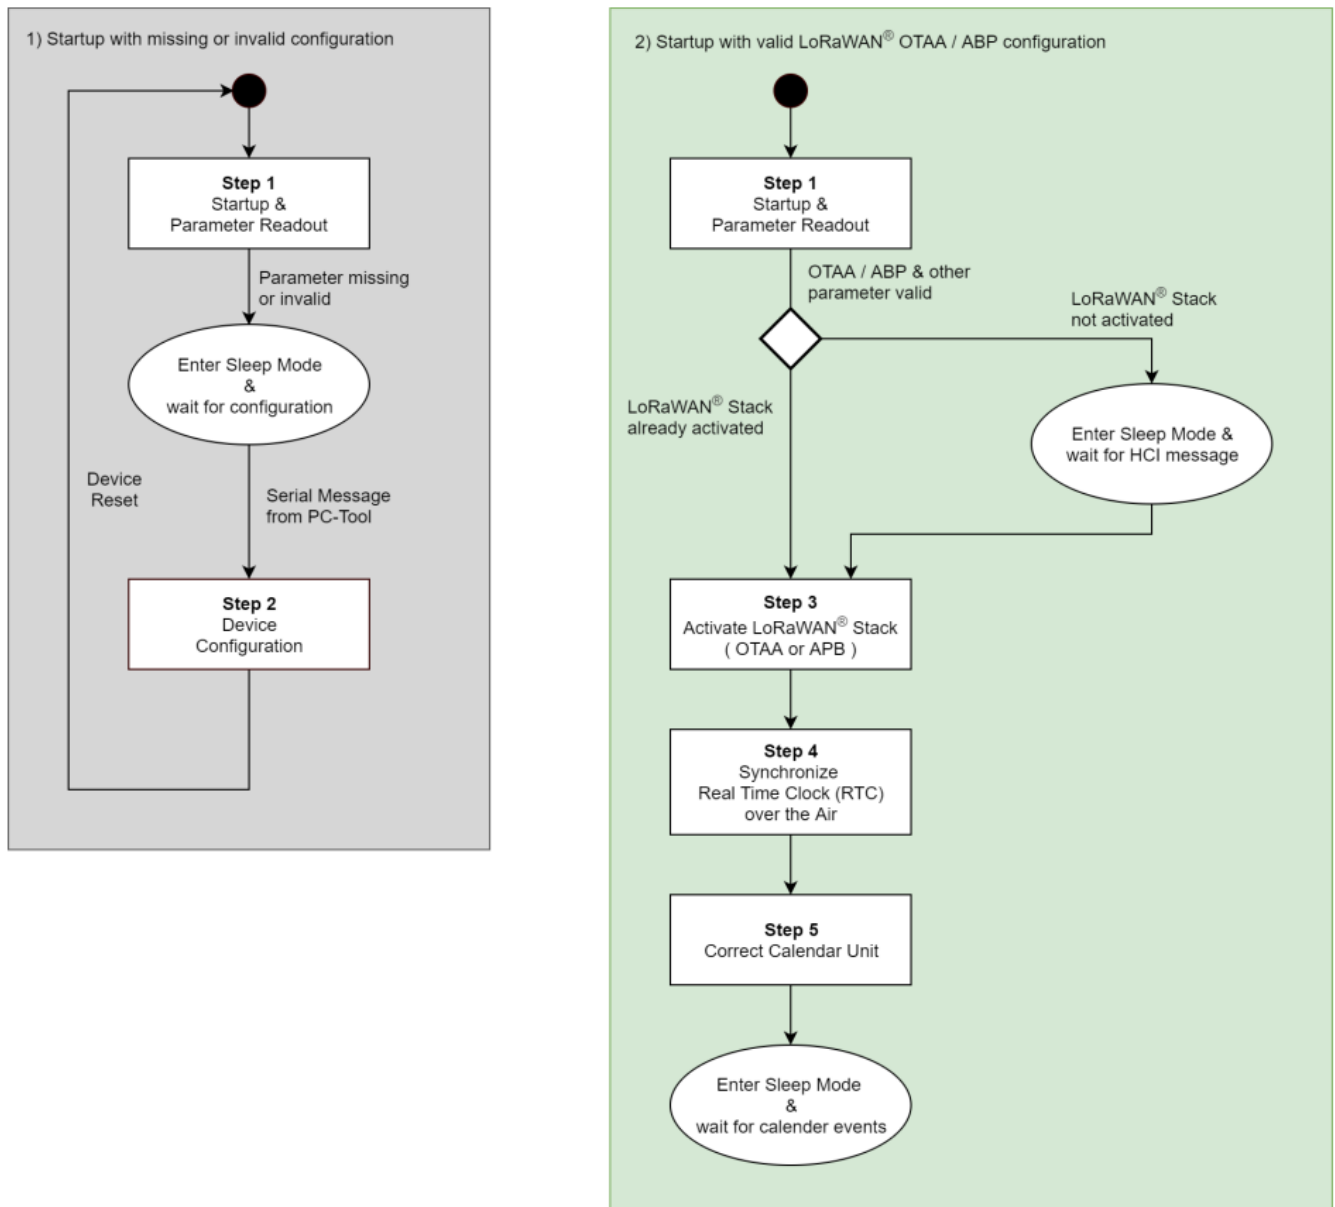 1) Startup with missing or invalid configuration
Step 1
Startup &
Parameter Readout
Parameter missing
or invalid
Enter Sleep Mode
&
wait for configuration
Device
Reset
Serial Message
from PC-Tool
Step 2
Device
Configuration
2) Startup with valid LoRaWAN® OTAA / ABP configuration
Step 1
Startup &
Parameter Readout
OTAA / ABP & other
parameter valid
LoRaWAN® Stack
not activated
LoRaWAN® Stack
already activated
Enter Sleep Mode &
wait for HCI message
Step 3
Activate LoRaWAN® Stack
( OTAA or APB )
Step 4
Synchronize
Real Time Clock (RTC)
over the Air
Step 5
Correct Calendar Unit
Enter Sleep Mode
&
wait for calender events